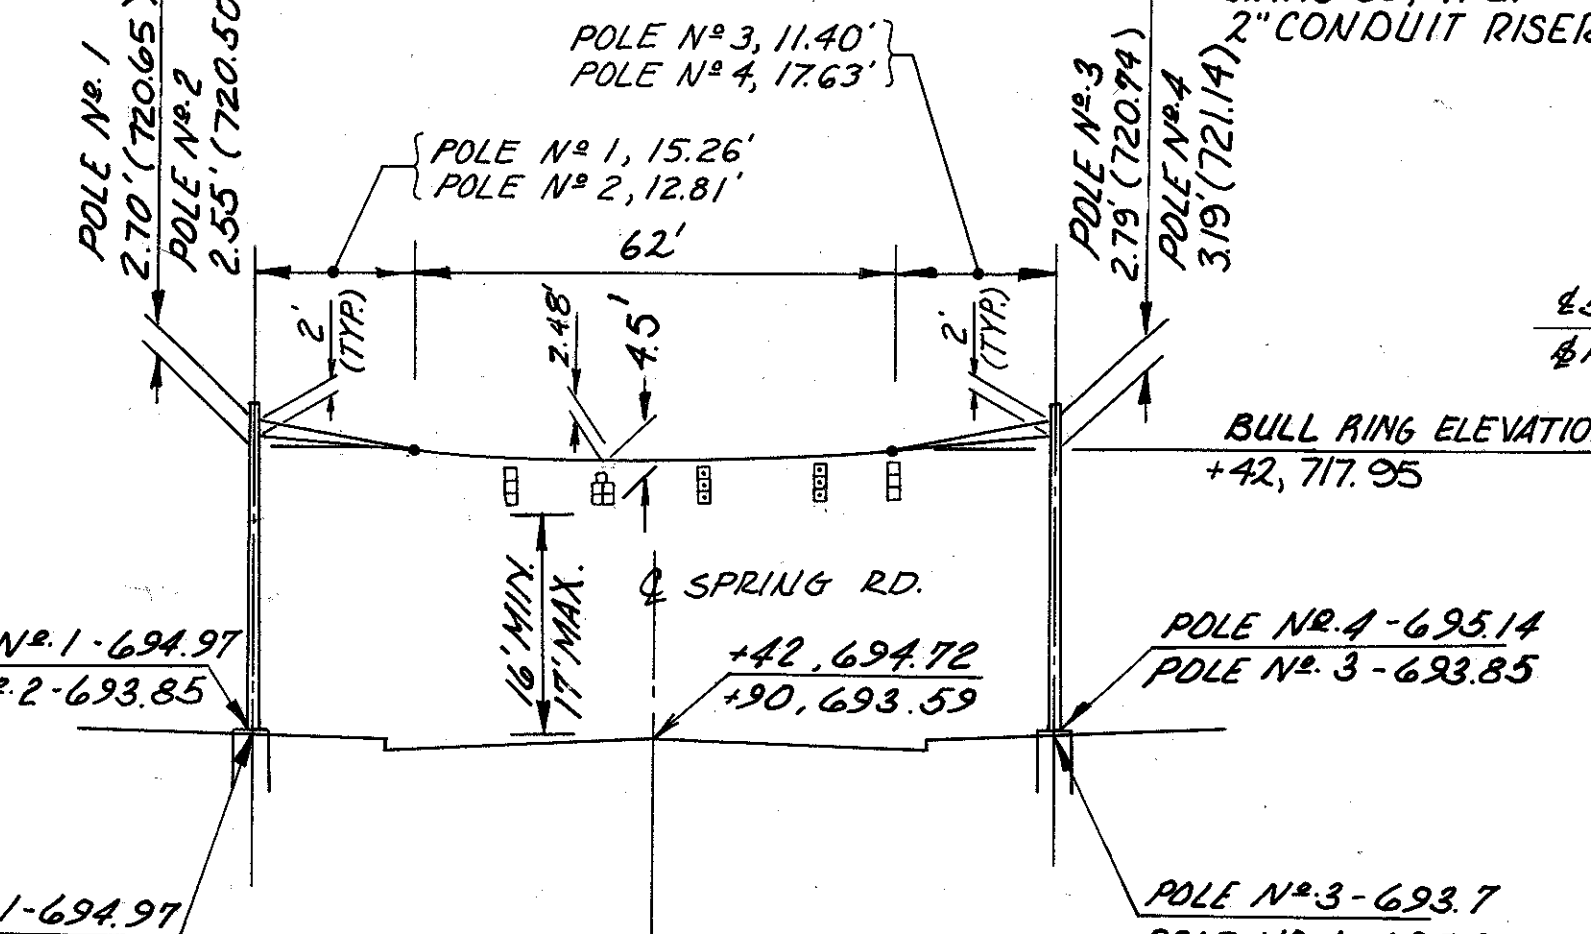 2" CONDUIT RISER
POLE Nº 3, 11.40'
POLE Nº 4, 17.63'
POLE Nº. 1
2.70' (720.65)
POLE Nº. 2
2.55' (720.50
POLE Nº 1, 15.26'
POLE Nº 2, 12.81'
POLE Nº. 3
2.79' (720.74)
POLE Nº. 4
3.19' (721.14)
62'
2'
(TYP.)
2.48'
4.5'
2'
(TYP.)
BULL RING ELEVATIO
+42, 717.95
16' MIN.
17' MAX.
℄ SPRING RD.
Nº. 1 - 694.97
2 - 693.85
+42, 694.72
+90, 693.59
POLE Nº. 4 - 695.14
POLE Nº. 3 - 693.85
1 - 694.97
POLE Nº. 3 - 693.7